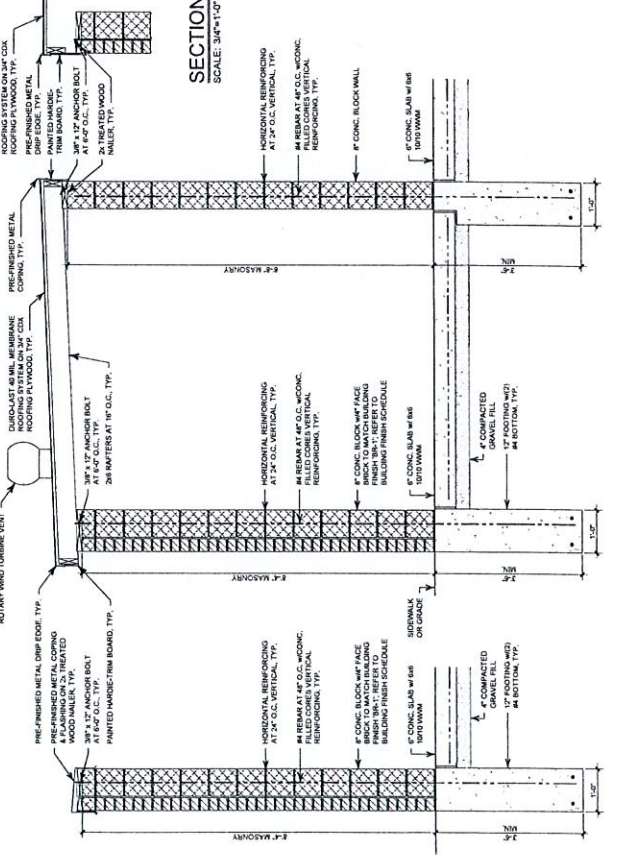 ROTARY WIND TURBINE VENT
DURO-LAST 40 MIL. MEMBRANE
ROOFING SYSTEM ON 3/4" CDX
ROOFING PLYWOOD, TYP.
PRE-FINISHED METAL
COPING, TYP.
ROOFING SYSTEM ON 3/4" CDX
ROOFING PLYWOOD, TYP.
PRE-FINISHED METAL
DRIP EDGE, TYP.
PAINTED HARDIE-
TRIM BOARD, TYP.
3/8" x 12" ANCHOR BOLT
AT 6'-0" O.C., TYP.
2x TREATED WOOD
NAILER, TYP.
SECTION
SCALE: 3/4"=1'-0"
PRE-FINISHED METAL DRIP EDGE, TYP.
PRE-FINISHED METAL COPING
& FLASHING ON 2x TREATED
WOOD NAILER, TYP.
3/8" x 12" ANCHOR BOLT
AT 6'-0" O.C., TYP.
PAINTED HARDIE-TRIM BOARD, TYP.
3/8" x 12" ANCHOR BOLT
AT 6'-0" O.C., TYP.
2x6 RAFTERS AT 16" O.C., TYP.
8'-4" MASONRY
HORIZONTAL REINFORCING
AT 24" O.C. VERTICAL, TYP.
#4 REBAR AT 48" O.C. w/CONC.
FILLED CORES VERTICAL
REINFORCING, TYP.
8" CONC. BLOCK w/4" FACE
BRICK TO MATCH BUILDING
FINISH 'BR-1'; REFER TO
BUILDING FINISH SCHEDULE
6" CONC. SLAB w/ 6x6
10/10 WWM
4" COMPACTED
GRAVEL FILL
12" FOOTING w/(2)
#4 BOTTOM, TYP.
3'-6"
MIN.
1'-0"
8'-4" MASONRY
HORIZONTAL REINFORCING
AT 24" O.C. VERTICAL, TYP.
#4 REBAR AT 48" O.C. w/CONC.
FILLED CORES VERTICAL
REINFORCING, TYP.
8" CONC. BLOCK w/4" FACE
BRICK TO MATCH BUILDING
FINISH 'BR-1'; REFER TO
BUILDING FINISH SCHEDULE
6" CONC. SLAB w/ 6x6
10/10 WWM
SIDEWALK
OR GRADE
4" COMPACTED
GRAVEL FILL
12" FOOTING w/(2)
#4 BOTTOM, TYP.
3'-6"
MIN.
1'-0"
8'-8" MASONRY
HORIZONTAL REINFORCING
AT 24" O.C. VERTICAL, TYP.
#4 REBAR AT 48" O.C. w/CONC.
FILLED CORES VERTICAL
REINFORCING, TYP.
8" CONC. BLOCK WALL
6" CONC. SLAB w/ 6x6
10/10 WWM
3'-6"
MIN.
1'-0"